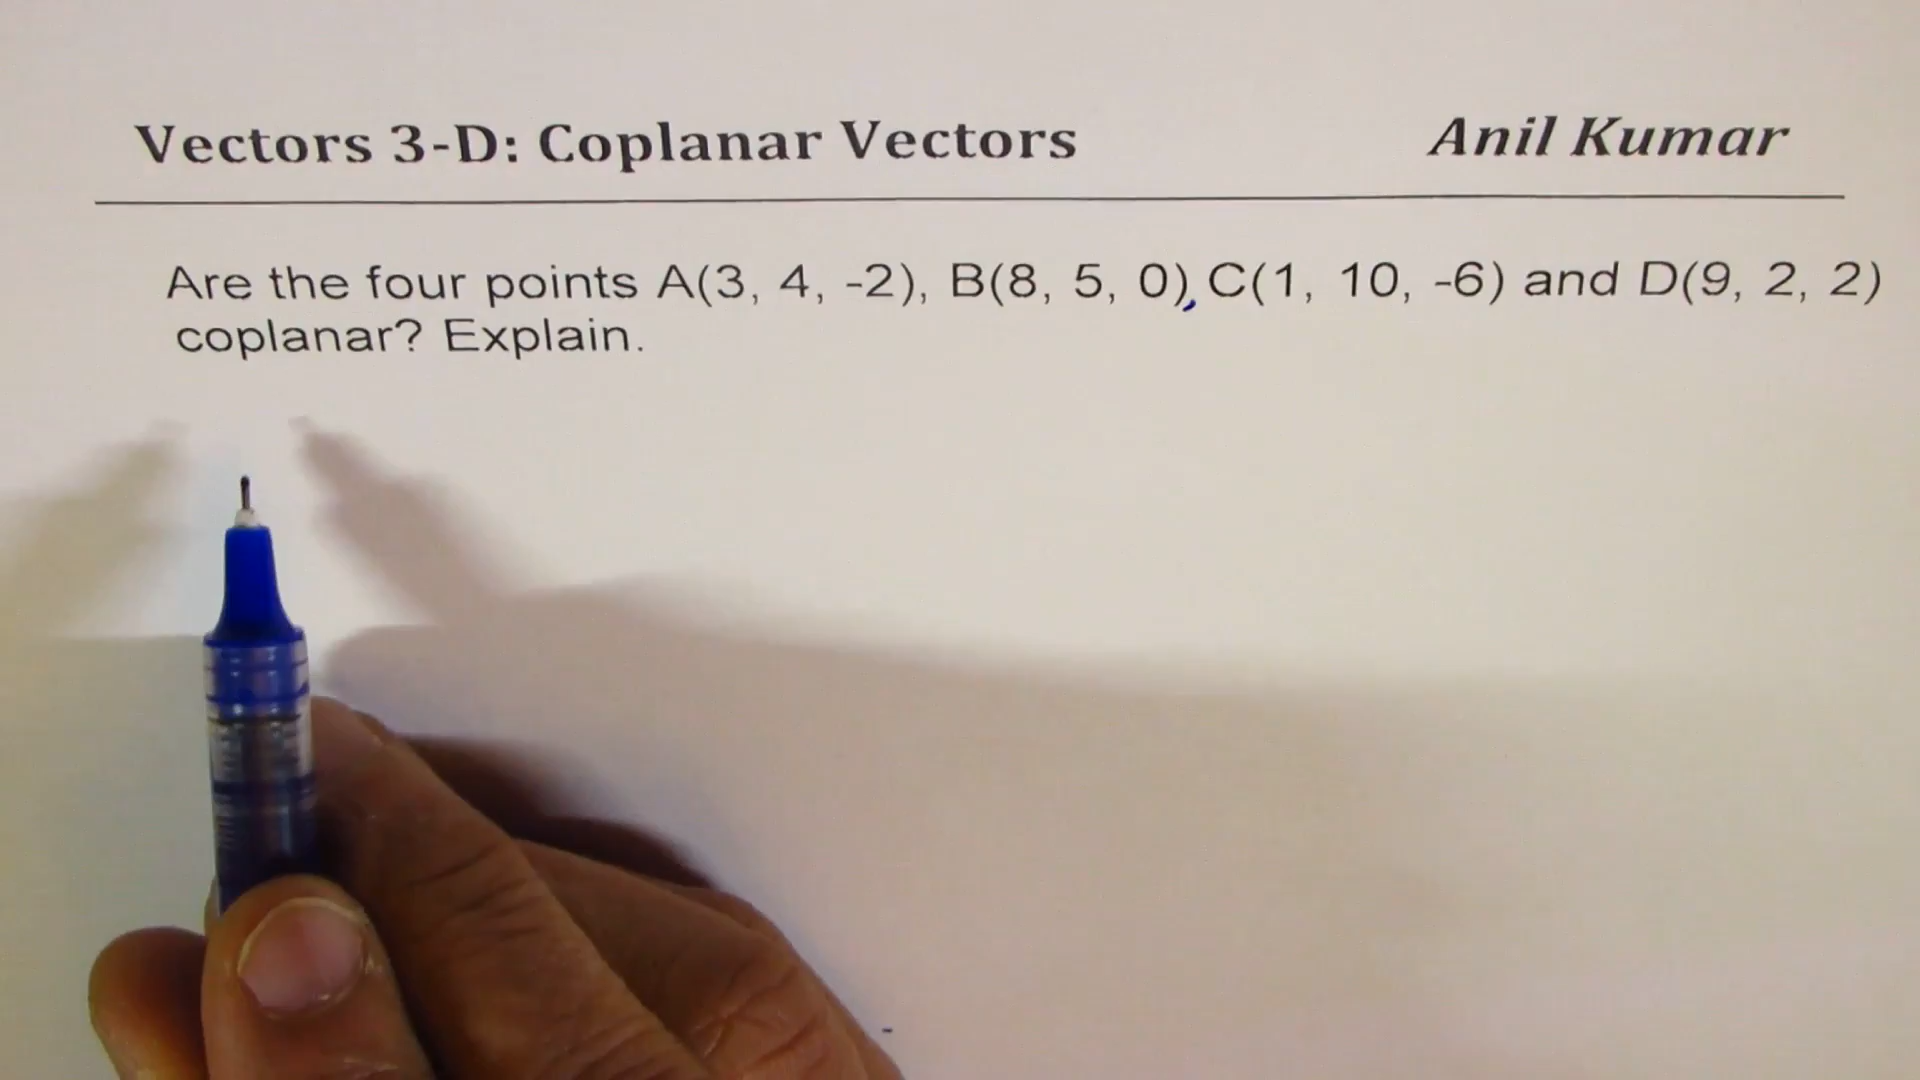 Vectors 3-D: Coplanar Vectors Anil Kumar
Are the four points A(3, 4, -2), B(8, 5, 0), C(1, 10, -6) and D(9, 2, 2)
coplanar? Explain.